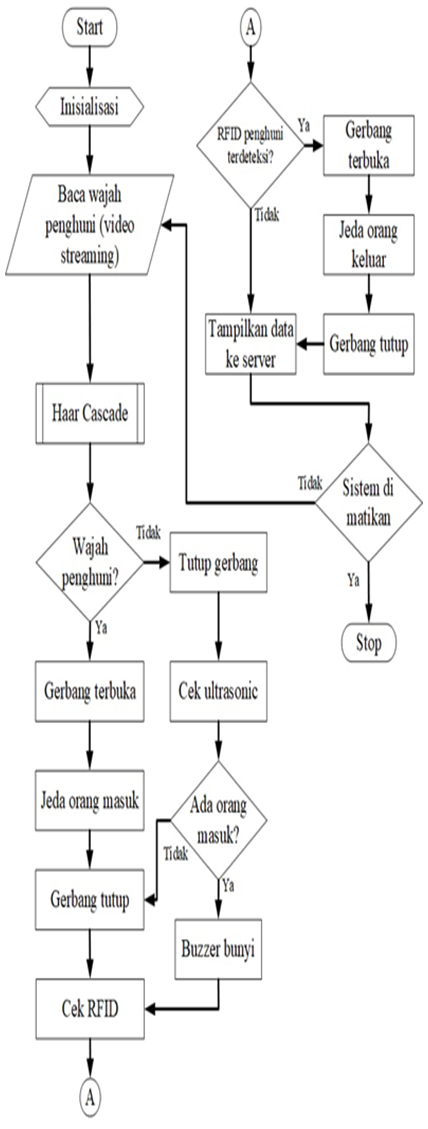 Start
Inisialisasi
Baca wajah
penghuni (video
streaming)
Haar Cascade
Wajah
penghuni?
Tidak
Ya
Tutup gerbang
Gerbang terbuka
Cek ultrasonic
Jeda orang masuk
Ada orang
masuk?
Tidak
Ya
Gerbang tutup
Buzzer bunyi
Cek RFID
A
A
RFID penghuni
terdeteksi?
Ya
Tidak
Gerbang
terbuka
Jeda orang
keluar
Gerbang tutup
Tampilkan data
ke server
Sistem di
matikan
Tidak
Ya
Stop